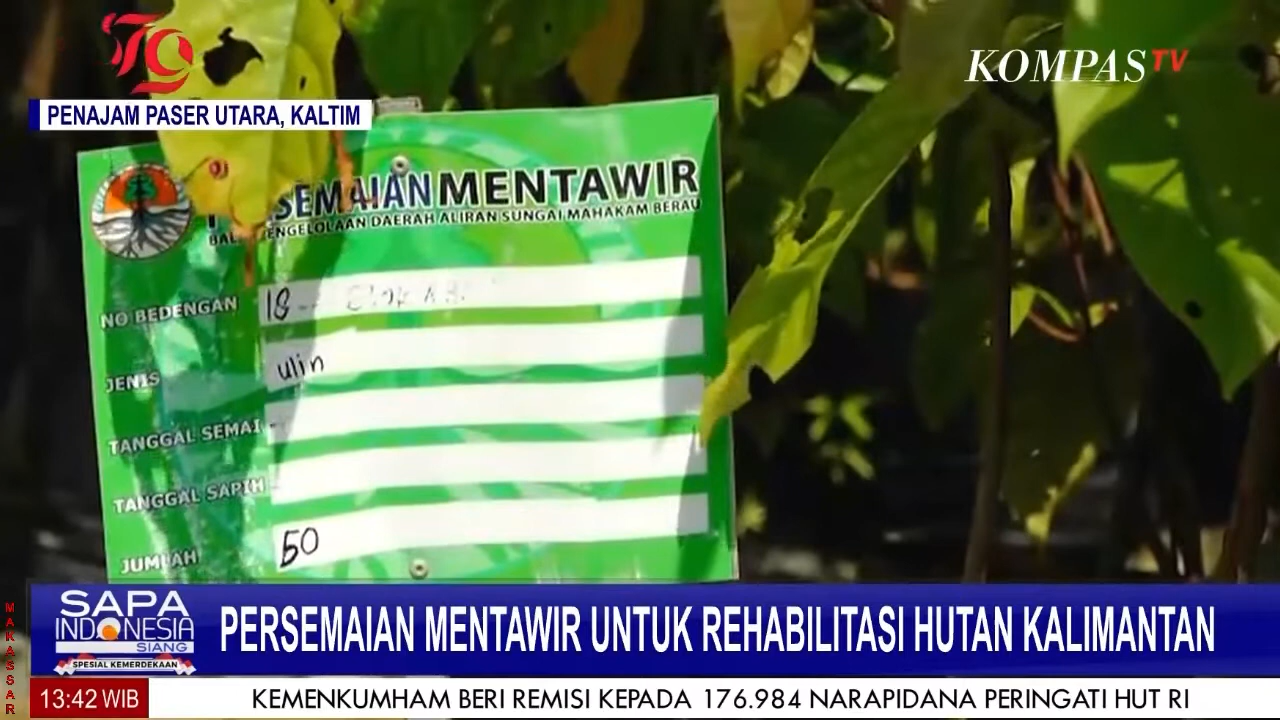 79
KOMPAS TV
PENAJAM PASER UTARA, KALTIM
MENTAWIR
PENGELOLAAN DAERAH ALIRAN SUNGAI MAHAKAM BERAU
NO BEDENGAN 18
JENIS ulin
TANGGAL SEMAI
TANGGAL SAPIH
JUMLAH 50
SAPA INDONESIA SIANG
SPESIAL KEMERDEKAAN
PERSEMAIAN MENTAWIR UNTUK REHABILITASI HUTAN KALIMANTAN
MAKASSAR
13:42 WIB
KEMENKUMHAM BERI REMISI KEPADA 176.984 NARAPIDANA PERINGATI HUT RI